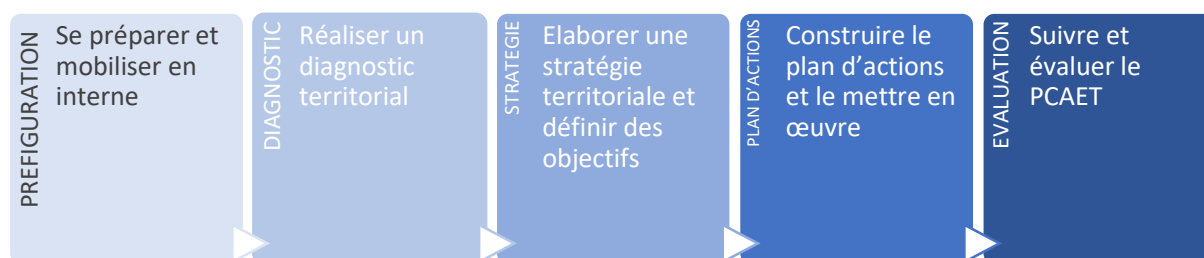 PREFIGURATION
Se préparer et
mobiliser en
interne
DIAGNOSTIC
Réaliser un
diagnostic
territorial
STRATEGIE
Elaborer une
stratégie
territoriale et
définir des
objectifs
PLAN D'ACTIONS
Construire le
plan d'actions
et le mettre en
œuvre
EVALUATION
Suivre et
évaluer le
PCAET